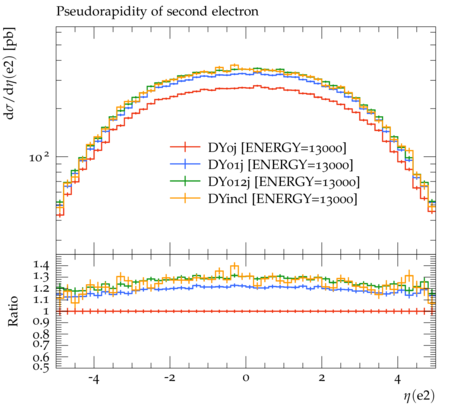 Pseudorapidity of second electron
dσ/dη(e2) [pb]
10²
DY0j [ENERGY=13000]
DY01j [ENERGY=13000]
DY012j [ENERGY=13000]
DYincl [ENERGY=13000]
Ratio
1.4
1.3
1.2
1.1
1
0.9
0.8
0.7
0.6
0.5
-4 -2 0 2 4
η(e2)